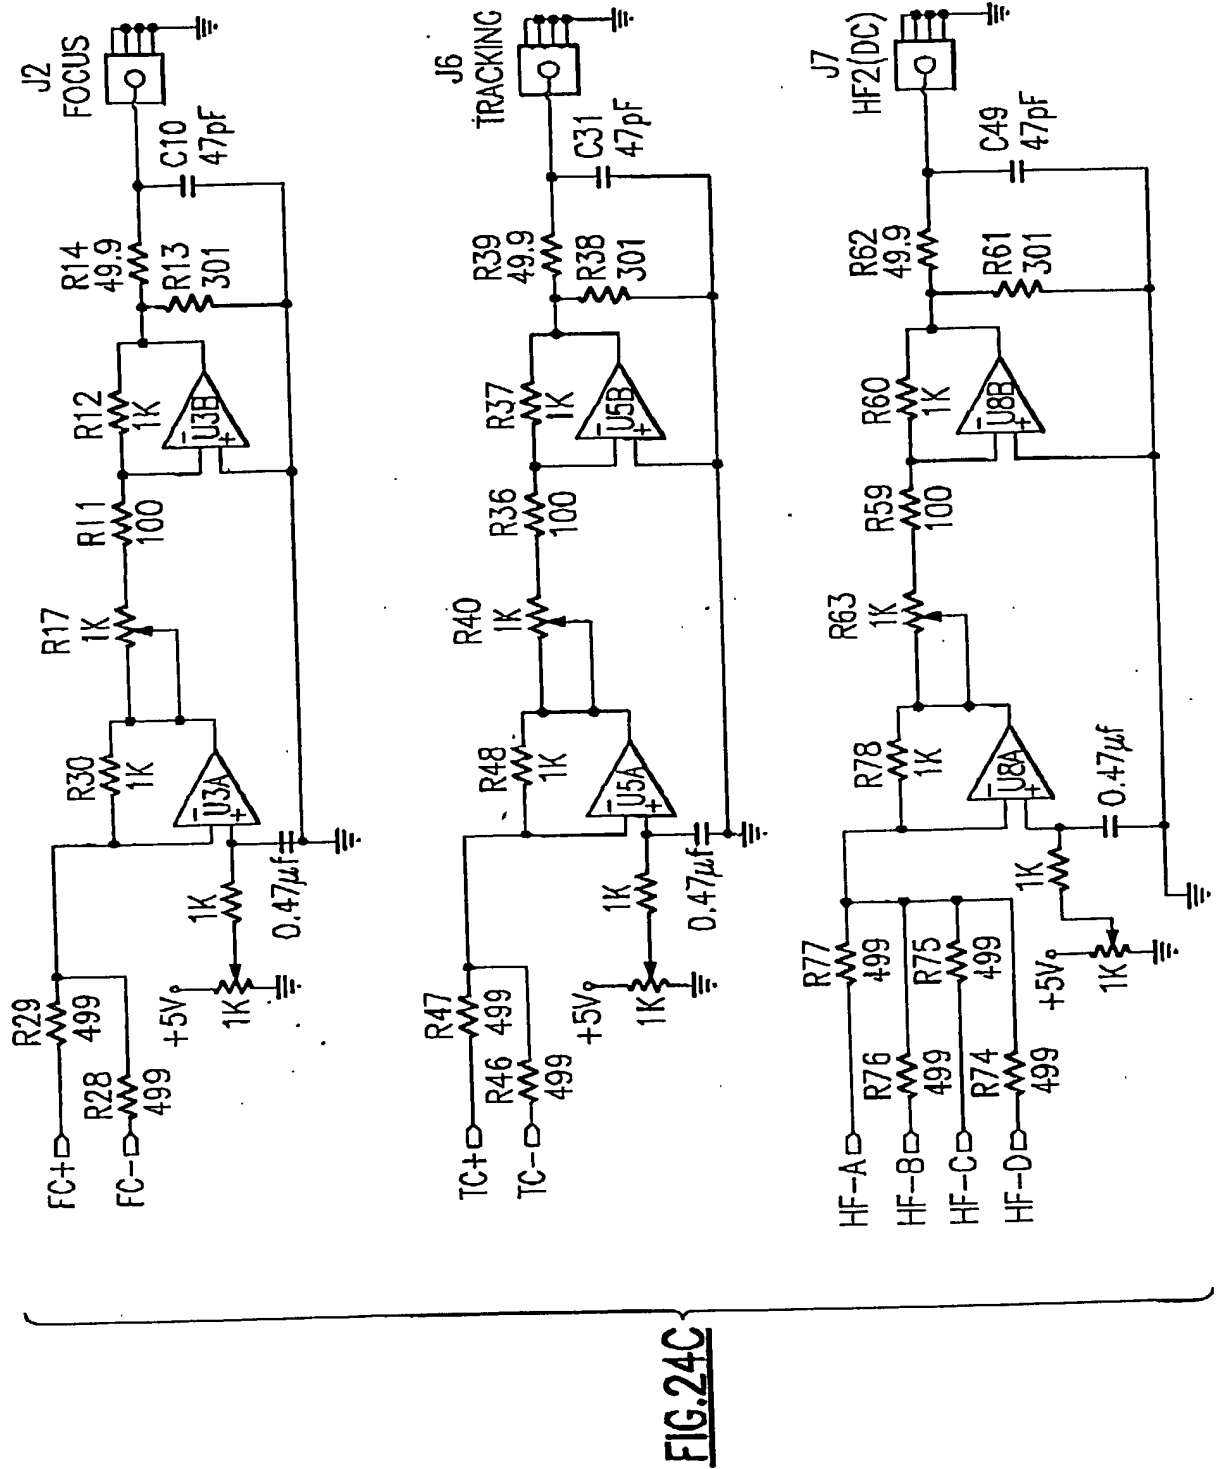 FC+
FC-
R29
499
R28
499
+5V
1K
1K
0.47µf
R30
1K
U3A
-
+
R17
1K
R11
100
R12
1K
U3B
-
+
R14
49.9
R13
301
C10
47pF
J2
FOCUS
TC+
TC-
R47
499
R46
499
+5V
1K
1K
0.47µf
R48
1K
U5A
-
+
R40
1K
R36
100
R37
1K
U5B
-
+
R39
49.9
R38
301
C31
47pF
J6
TRACKING
HF-A
HF-B
HF-C
HF-D
R77
499
R76
499
R75
499
R74
499
+5V
1K
1K
0.47µf
R78
1K
U8A
-
+
R63
1K
R59
100
R60
1K
U8B
-
+
R62
49.9
R61
301
C49
47pF
J7
HF2(DC)
FIG.24C